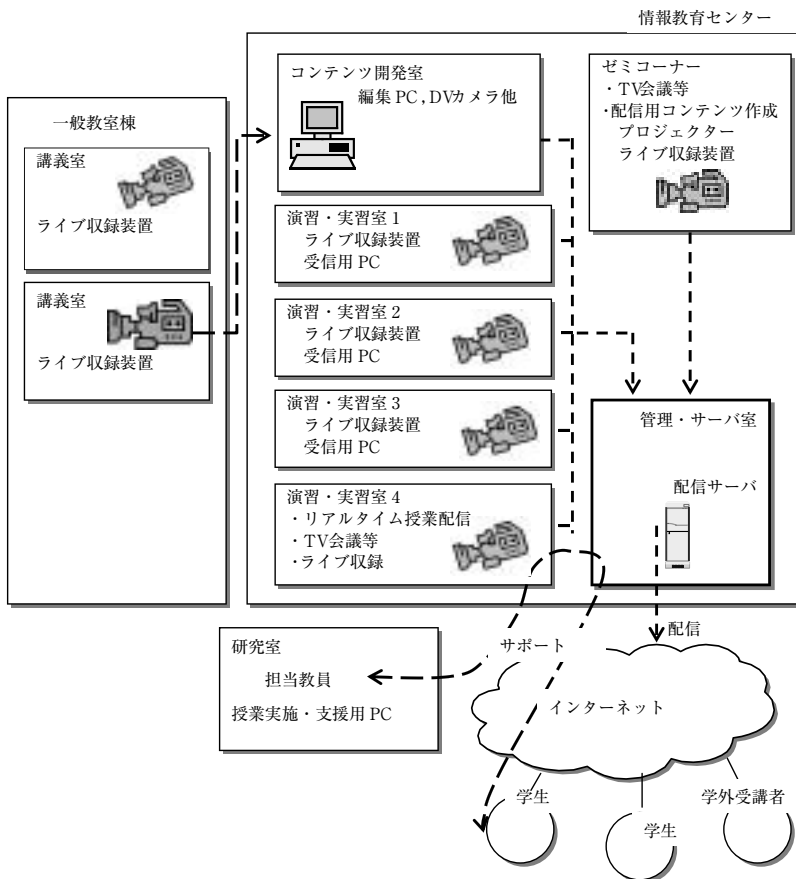 情報教育センター
コンテンツ開発室
編集 PC , DVカメラ他
ゼミコーナー
・TV会議等
・配信用コンテンツ作成
プロジェクター
ライブ収録装置
一般教室棟
講義室
ライブ収録装置
講義室
ライブ収録装置
演習・実習室 1
ライブ収録装置
受信用 PC
演習・実習室 2
ライブ収録装置
受信用 PC
演習・実習室 3
ライブ収録装置
受信用 PC
演習・実習室 4
・リアルタイム授業配信
・TV会議等
・ライブ収録
管理・サーバ室
配信サーバ
配信
研究室
担当教員
授業実施・支援用 PC
サポート
インターネット
学生
学生
学外受講者